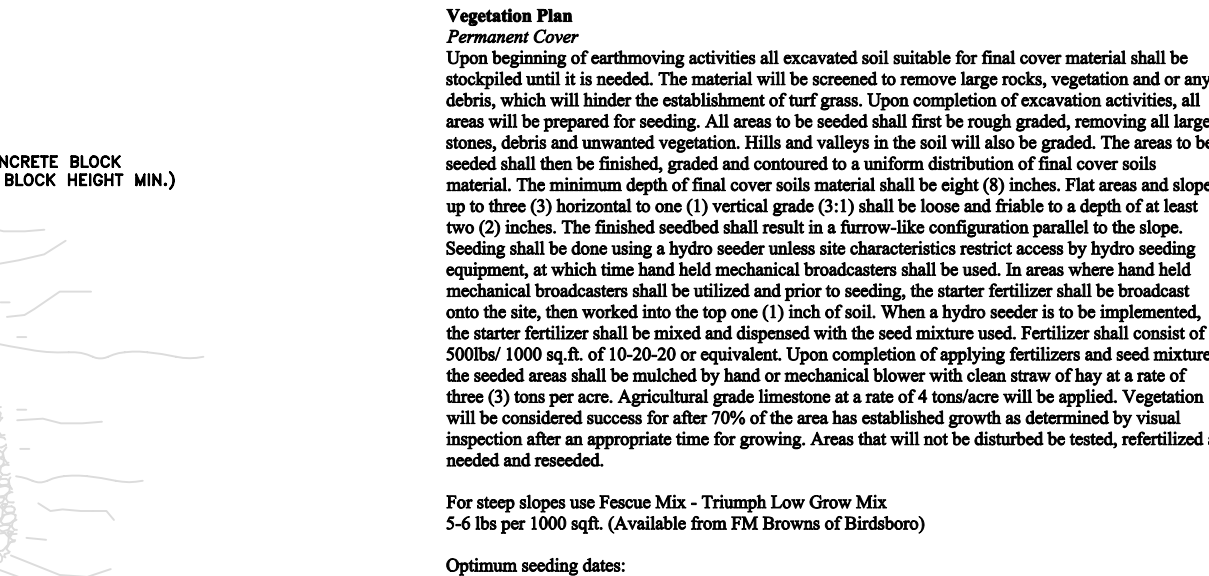 NCRETE BLOCK
BLOCK HEIGHT MIN.)
Vegetation Plan
Permanent Cover
Upon beginning of earthmoving activities all excavated soil suitable for final cover material shall be
stockpiled until it is needed. The material will be screened to remove large rocks, vegetation and or any
debris, which will hinder the establishment of turf grass. Upon completion of excavation activities, all
areas will be prepared for seeding. All areas to be seeded shall first be rough graded, removing all large
stones, debris and unwanted vegetation. Hills and valleys in the soil will also be graded. The areas to be
seeded shall then be finished, graded and contoured to a uniform distribution of final cover soils
material. The minimum depth of final cover soils material shall be eight (8) inches. Flat areas and slope
up to three (3) horizontal to one (1) vertical grade (3:1) shall be loose and friable to a depth of at least
two (2) inches. The finished seedbed shall result in a furrow-like configuration parallel to the slope.
Seeding shall be done using a hydro seeder unless site characteristics restrict access by hydro seeding
equipment, at which time hand held mechanical broadcasters shall be used. In areas where hand held
mechanical broadcasters shall be utilized and prior to seeding, the starter fertilizer shall be broadcast
onto the site, then worked into the top one (1) inch of soil. When a hydro seeder is to be implemented,
the starter fertilizer shall be mixed and dispensed with the seed mixture used. Fertilizer shall consist of
500lbs/ 1000 sq.ft. of 10-20-20 or equivalent. Upon completion of applying fertilizers and seed mixture
the seeded areas shall be mulched by hand or mechanical blower with clean straw of hay at a rate of
three (3) tons per acre. Agricultural grade limestone at a rate of 4 tons/acre will be applied. Vegetation
will be considered success for after 70% of the area has established growth as determined by visual
inspection after an appropriate time for growing. Areas that will not be disturbed be tested, refertilized
needed and reseeded.
For steep slopes use Fescue Mix - Triumph Low Grow Mix
5-6 lbs per 1000 sqft. (Available from FM Browns of Birdsboro)
Optimum seeding dates: